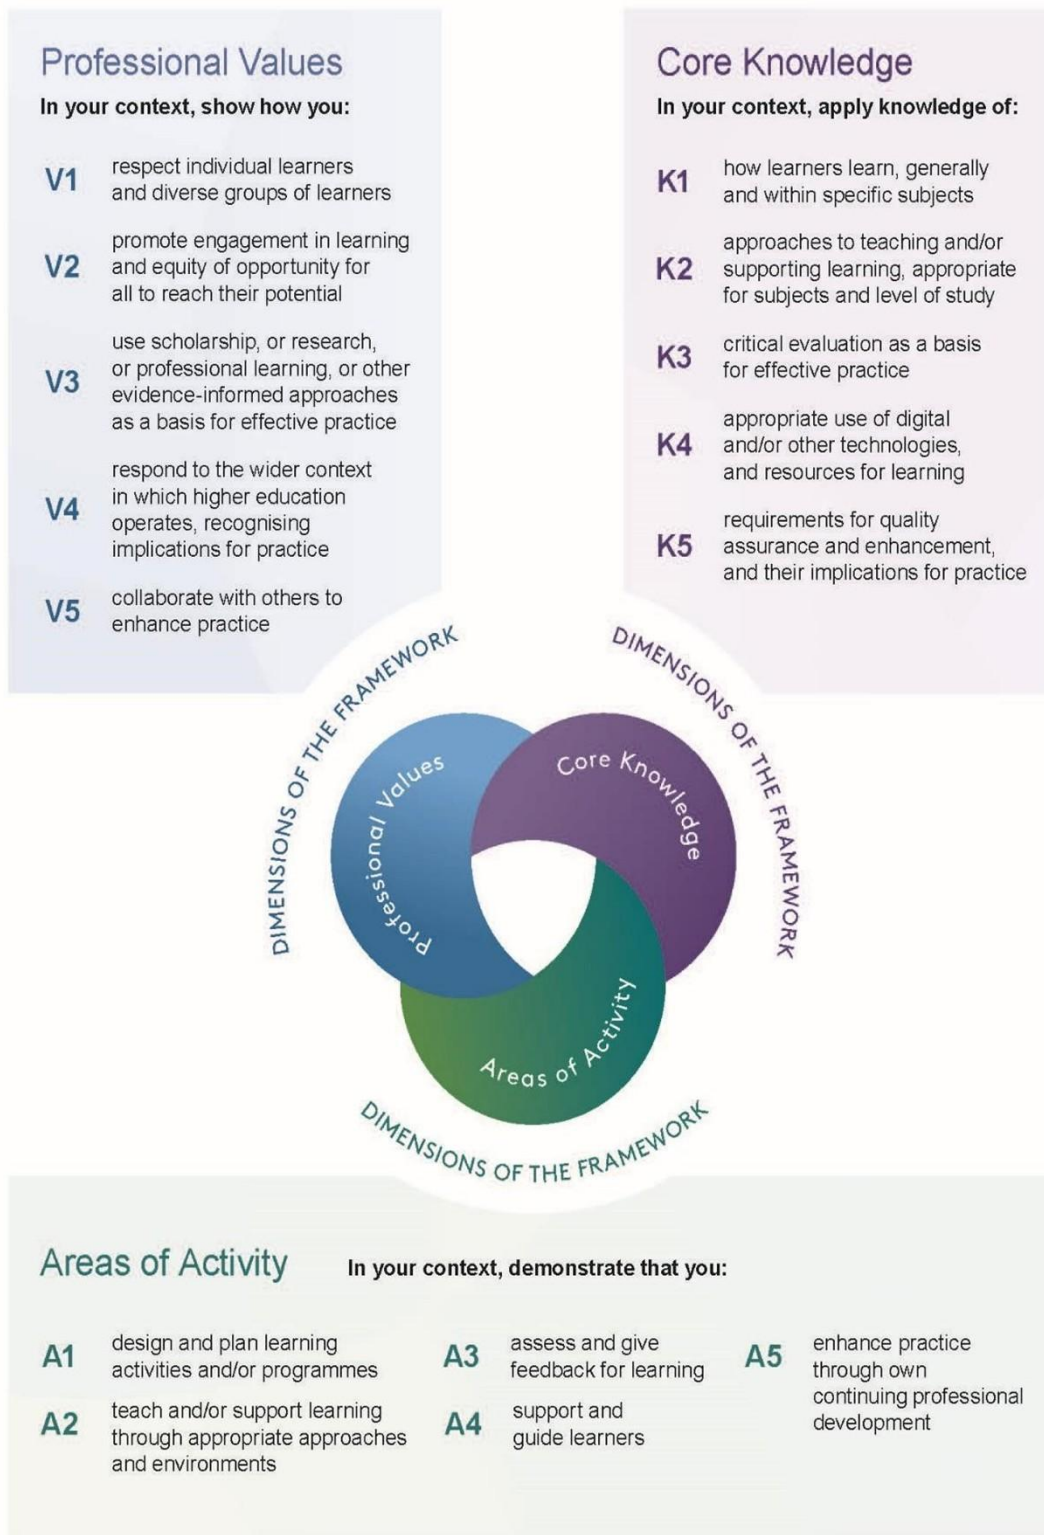 Professional Values
In your context, show how you:
V1 respect individual learners
and diverse groups of learners
V2 promote engagement in learning
and equity of opportunity for
all to reach their potential
V3 use scholarship, or research,
or professional learning, or other
evidence-informed approaches
as a basis for effective practice
V4 respond to the wider context
in which higher education
operates, recognising
implications for practice
V5 collaborate with others to
enhance practice
Core Knowledge
In your context, apply knowledge of:
K1 how learners learn, generally
and within specific subjects
K2 approaches to teaching and/or
supporting learning, appropriate
for subjects and level of study
K3 critical evaluation as a basis
for effective practice
K4 appropriate use of digital
and/or other technologies,
and resources for learning
K5 requirements for quality
assurance and enhancement,
and their implications for practice
DIMENSIONS OF THE FRAMEWORK
DIMENSIONS OF THE FRAMEWORK
Professional Values
Core Knowledge
Areas of Activity
DIMENSIONS OF THE FRAMEWORK
Areas of Activity
In your context, demonstrate that you:
A1 design and plan learning
activities and/or programmes
A2 teach and/or support learning
through appropriate approaches
and environments
A3 assess and give
feedback for learning
A4 support and
guide learners
A5 enhance practice
through own
continuing professional
development